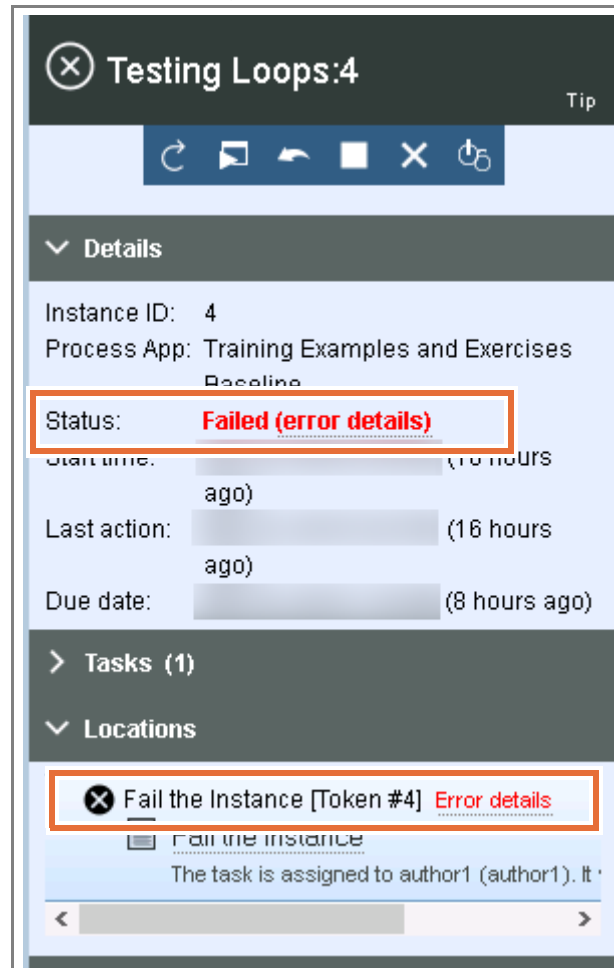 Testing Loops:4
Tip
Details
Instance ID: 4
Process App: Training Examples and Exercises
Baseline
Status: Failed (error details)
Start time: (16 hours
ago)
Last action: (16 hours
ago)
Due date: (8 hours ago)
Tasks (1)
Locations
Fail the Instance [Token #4] Error details
Fail the Instance
The task is assigned to author1 (author1). It